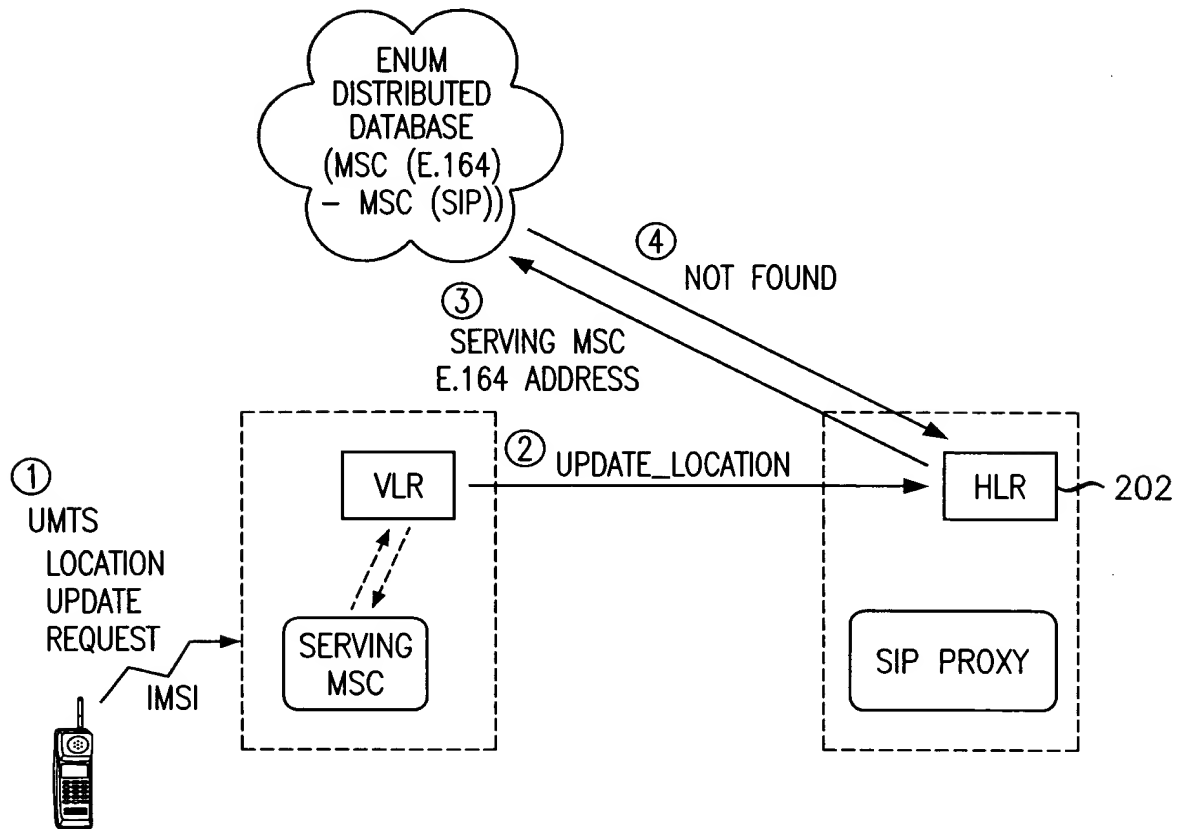 ENUM
DISTRIBUTED
DATABASE
(MSC (E.164)
– MSC (SIP))
④
NOT FOUND
③
SERVING MSC
E.164 ADDRESS
②
UPDATE_LOCATION
①
UMTS
LOCATION
UPDATE
REQUEST
IMSI
VLR
SERVING
MSC
HLR
202
SIP PROXY